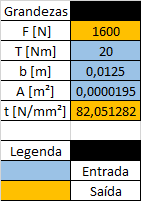 Grandezas
F [N] 1600
T [Nm] 20
b [m] 0,0125
A [m²] 0,0000195
t [N/mm²] 82,051282
Legenda
Entrada
Saída